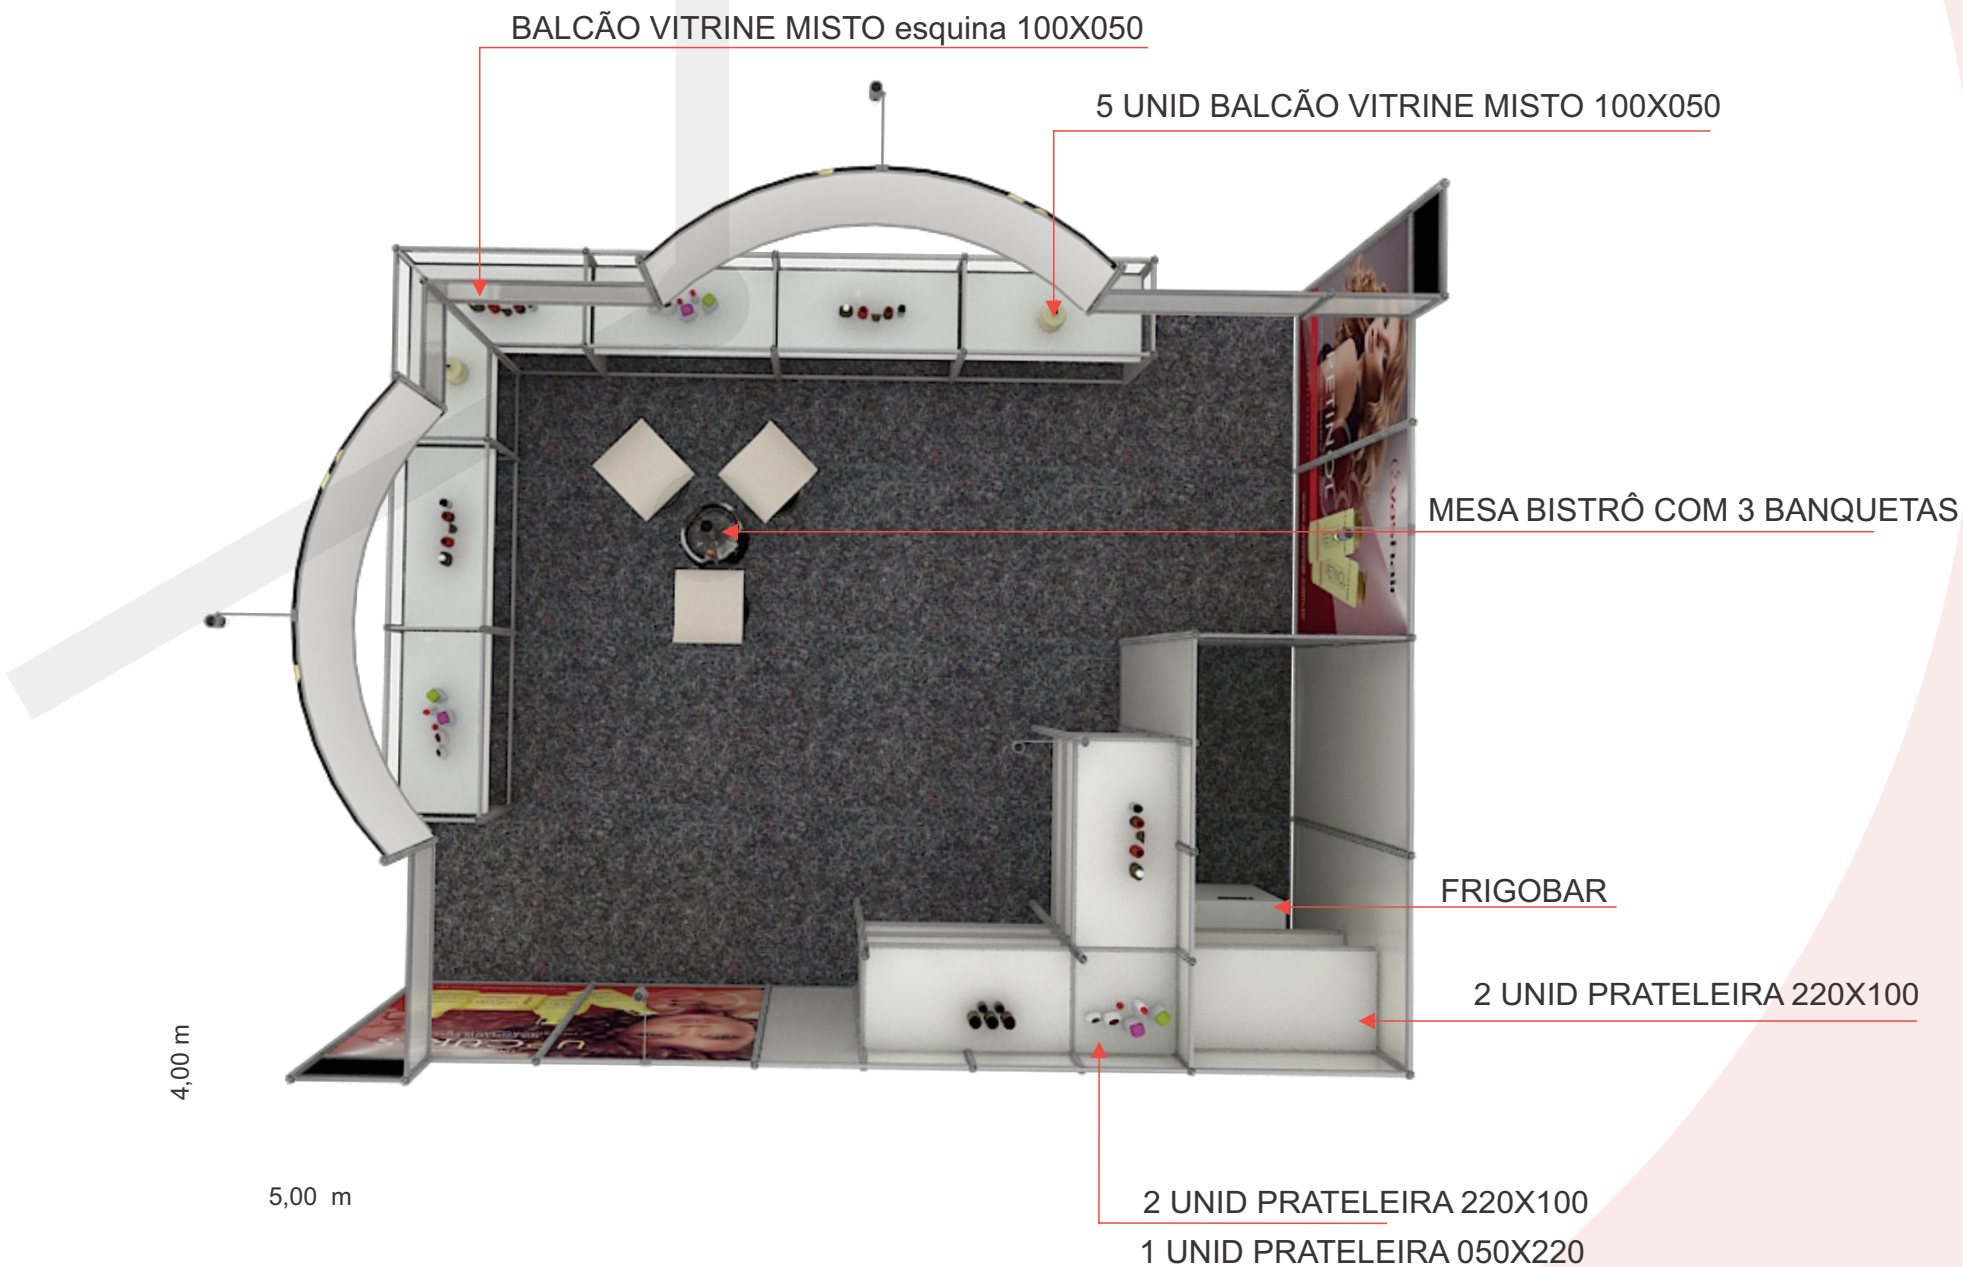 BALCÃO VITRINE MISTO esquina 100X050
5 UNID BALCÃO VITRINE MISTO 100X050
RETINOL
MESA BISTRÔ COM 3 BANQUETAS
FRIGOBAR
2 UNID PRATELEIRA 220X100
4,00 m
5,00 m
2 UNID PRATELEIRA 220X100
1 UNID PRATELEIRA 050X220